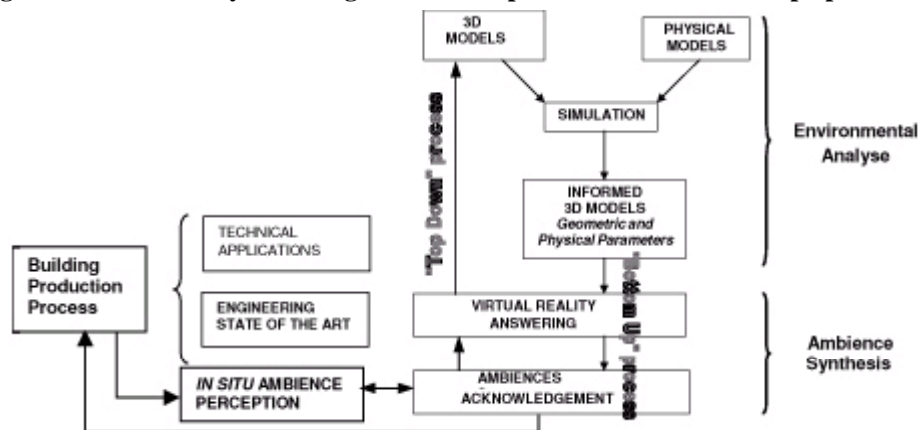 3D
MODELS
PHYSICAL
MODELS
SIMULATION
Environmental
Analyse
"Top Down" process
INFORMED
3D MODELS
Geometric and
Physical Parameters
TECHNICAL
APPLICATIONS
Building
Production
Process
ENGINEERING
STATE OF THE ART
"Bottom Up" process
VIRTUAL REALITY
ANSWERING
Ambience
Synthesis
IN SITU AMBIENCE
PERCEPTION
AMBIENCES
ACKNOWLEDGEMENT